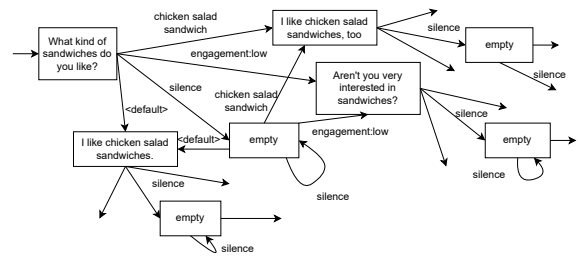 chicken salad
sandwich
I like chicken salad
sandwiches, too
silence
empty
What kind of
sandwiches do
you like?
engagement:low
silence
silence
Aren't you very
interested in
sandwiches?
chicken salad
sandwich
<default>
silence
engagement:low
I like chicken salad
sandwiches.
<default>
empty
empty
silence
silence
silence
empty
silence